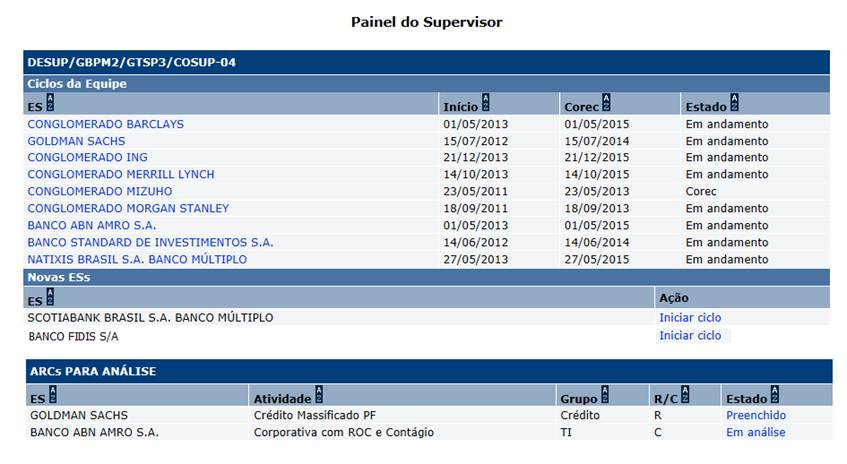 Painel do Supervisor
DESUP/GBPM2/GTSP3/COSUP-04
Ciclos da Equipe
ES Início Corec Estado
CONGLOMERADO BARCLAYS 01/05/2013 01/05/2015 Em andamento
GOLDMAN SACHS 15/07/2012 15/07/2014 Em andamento
CONGLOMERADO ING 21/12/2013 21/12/2015 Em andamento
CONGLOMERADO MERRILL LYNCH 14/10/2013 14/10/2015 Em andamento
CONGLOMERADO MIZUHO 23/05/2011 23/05/2013 Corec
CONGLOMERADO MORGAN STANLEY 18/09/2011 18/09/2013 Em andamento
BANCO ABN AMRO S.A. 01/05/2013 01/05/2015 Em andamento
BANCO STANDARD DE INVESTIMENTOS S.A. 14/06/2012 14/06/2014 Em andamento
NATIXIS BRASIL S.A. BANCO MÚLTIPLO 27/05/2013 27/05/2015 Em andamento
Novas ESs
ES Ação
SCOTIABANK BRASIL S.A. BANCO MÚLTIPLO Iniciar ciclo
BANCO FIDIS S/A Iniciar ciclo
ARCs PARA ANÁLISE
ES Atividade Grupo R/C Estado
GOLDMAN SACHS Crédito Massificado PF Crédito R Preenchido
BANCO ABN AMRO S.A. Corporativa com ROC e Contágio TI C Em análise